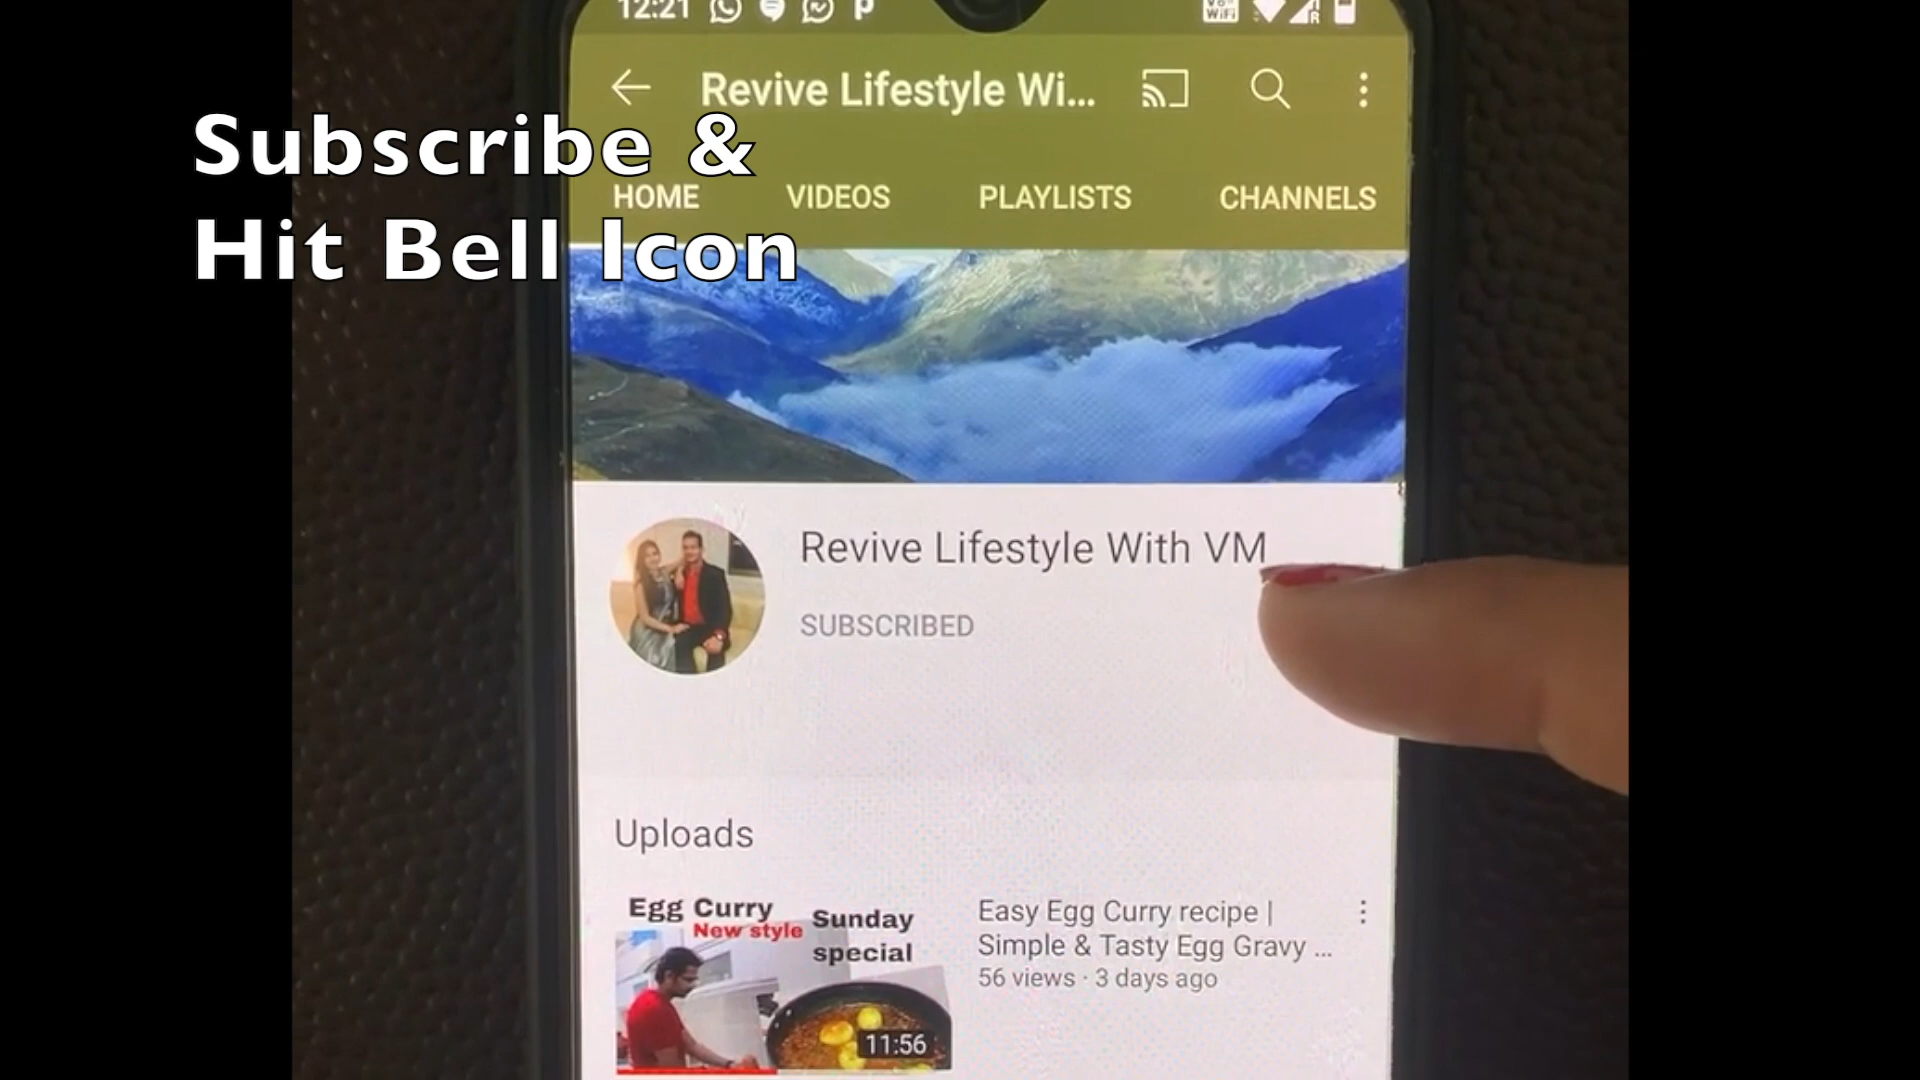 12:21
Vo WiFi
R
Revive Lifestyle Wi...
Subscribe &
Hit Bell Icon
HOME VIDEOS PLAYLISTS CHANNELS
Revive Lifestyle With VM
SUBSCRIBED
Uploads
Egg Curry
New style
Sunday
special
11:56
Easy Egg Curry recipe |
Simple & Tasty Egg Gravy ...
56 views · 3 days ago